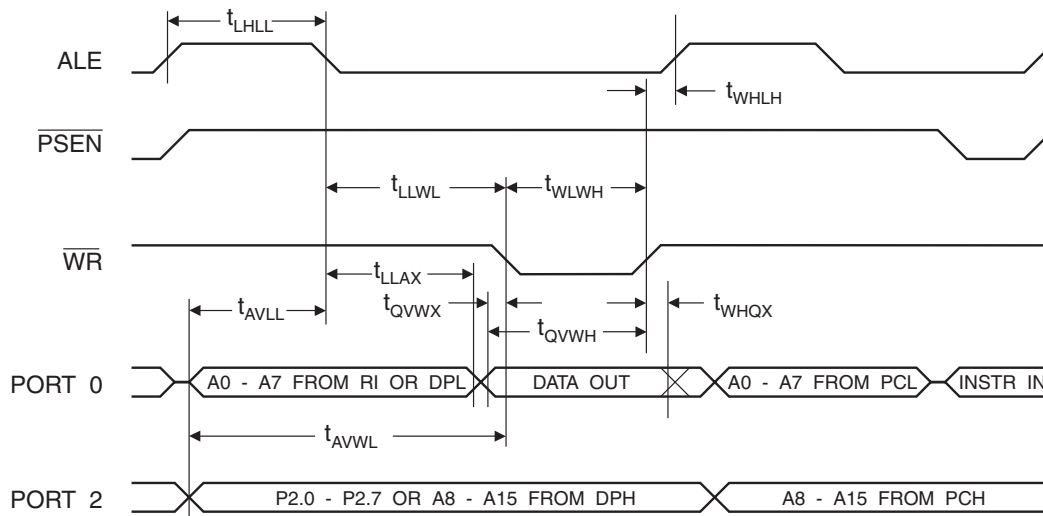 tLHLL
ALE
tWHLH
PSEN
tLLWL
tWLWH
WR
tLLAX
tAVLL
tQVWX
tWHQX
tQVWH
PORT 0
A0 - A7 FROM RI OR DPL
DATA OUT
A0 - A7 FROM PCL
INSTR IN
tAVWL
PORT 2
P2.0 - P2.7 OR A8 - A15 FROM DPH
A8 - A15 FROM PCH